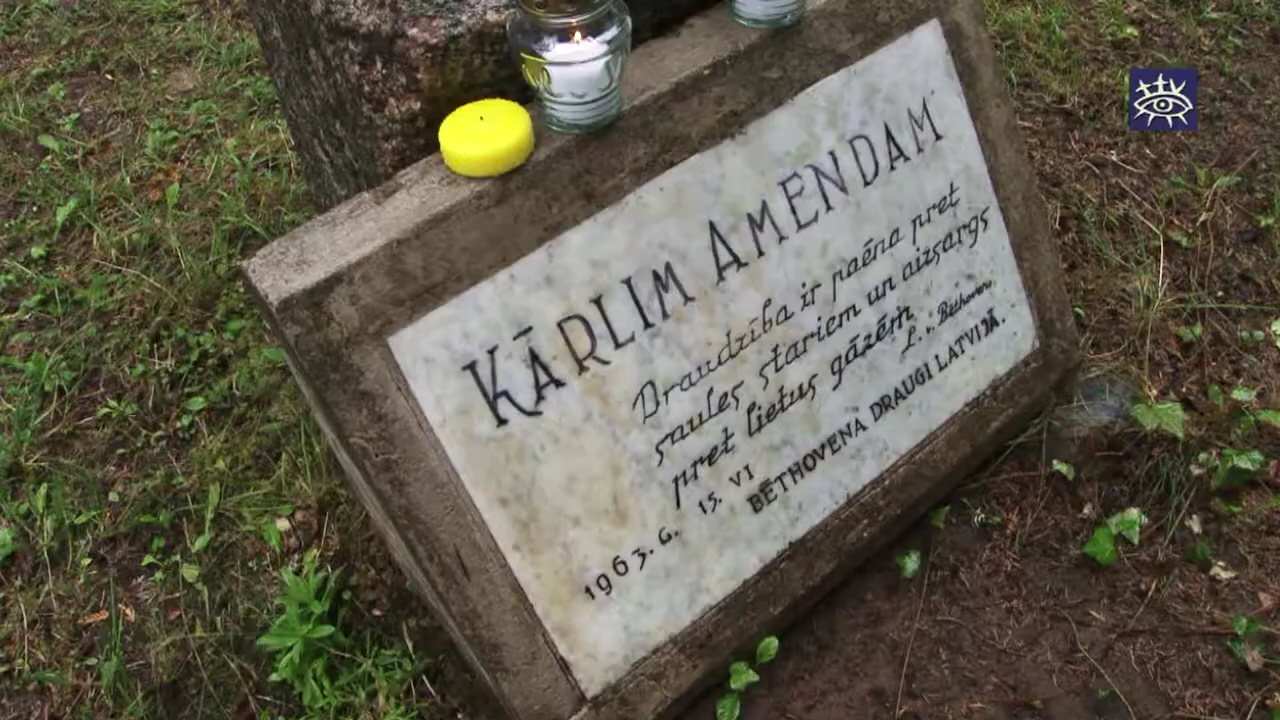 KĀRLIM AMENDAM
Draudzība ir paēna pret
saules stariem un aizsargs
pret lietus gāzēm
L. v. Bēthovens
1963. G. 15. VI
BĒTHOVENA DRAUGI LATVIJĀ.